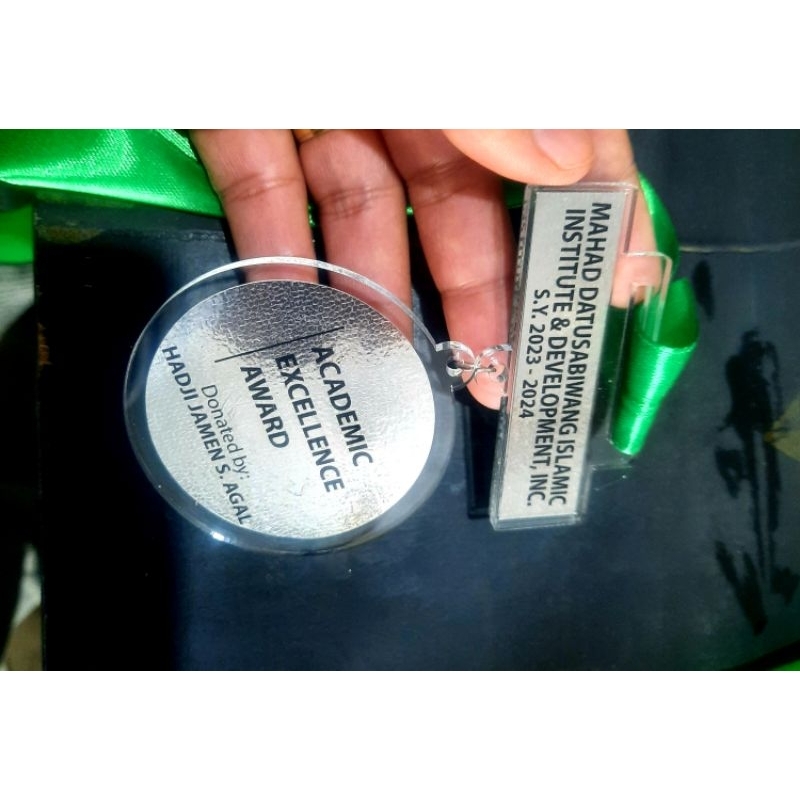 MAHAD DATUSABIWANG ISLAMIC
INSTITUTE & DEVELOPMENT, INC.
S.Y. 2023 - 2024
ACADEMIC
EXCELLENCE
AWARD
Donated by:
HADJI JAMEN S. AGAL